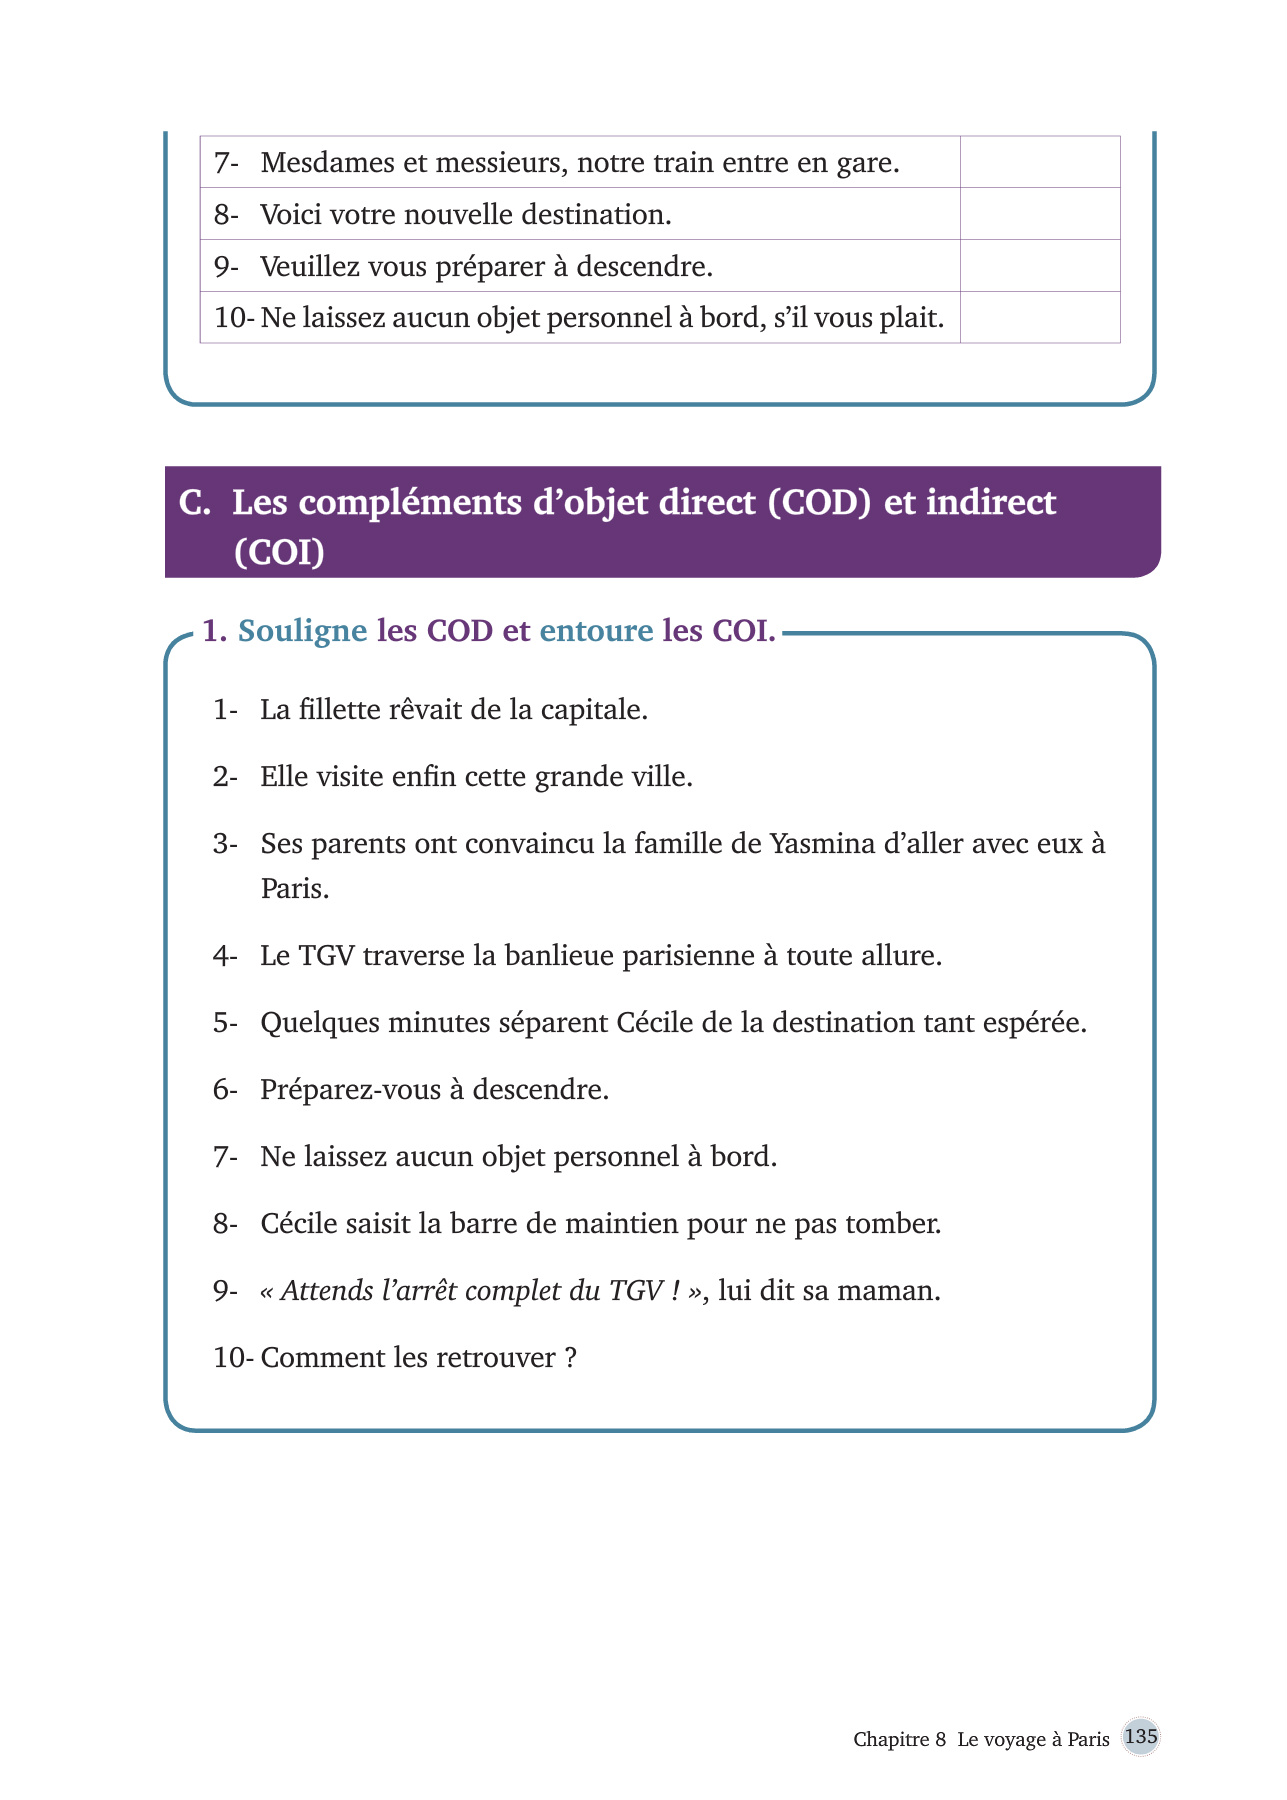 7- Mesdames et messieurs, notre train entre en gare.
8- Voici votre nouvelle destination.
9- Veuillez vous préparer à descendre.
10- Ne laissez aucun objet personnel à bord, s’il vous plait.
C. Les compléments d’objet direct (COD) et indirect
(COI)
1. Souligne les COD et entoure les COI.
1- La fillette rêvait de la capitale.
2- Elle visite enfin cette grande ville.
3- Ses parents ont convaincu la famille de Yasmina d’aller avec eux à
Paris.
4- Le TGV traverse la banlieue parisienne à toute allure.
5- Quelques minutes séparent Cécile de la destination tant espérée.
6- Préparez-vous à descendre.
7- Ne laissez aucun objet personnel à bord.
8- Cécile saisit la barre de maintien pour ne pas tomber.
9- « Attends l’arrêt complet du TGV ! », lui dit sa maman.
10- Comment les retrouver ?
Chapitre 8 Le voyage à Paris 135